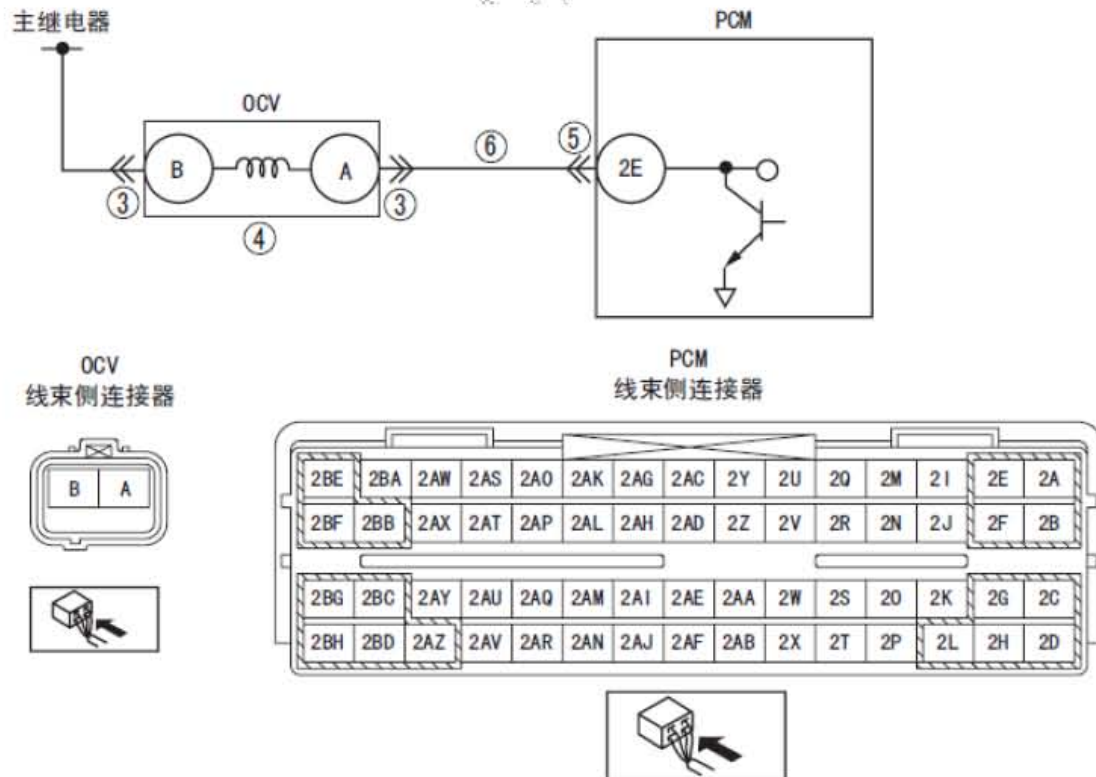 主继电器
PCM
OCV
B
A
2E
③
④
③
⑥
⑤
OCV
线束侧连接器
B A
PCM
线束侧连接器
2BE 2BA 2AW 2AS 2AO 2AK 2AG 2AC 2Y 2U 2Q 2M 2I 2E 2A
2BF 2BB 2AX 2AT 2AP 2AL 2AH 2AD 2Z 2V 2R 2N 2J 2F 2B
2BG 2BC 2AY 2AU 2AQ 2AM 2AI 2AE 2AA 2W 2S 2O 2K 2G 2C
2BH 2BD 2AZ 2AV 2AR 2AN 2AJ 2AF 2AB 2X 2T 2P 2L 2H 2D